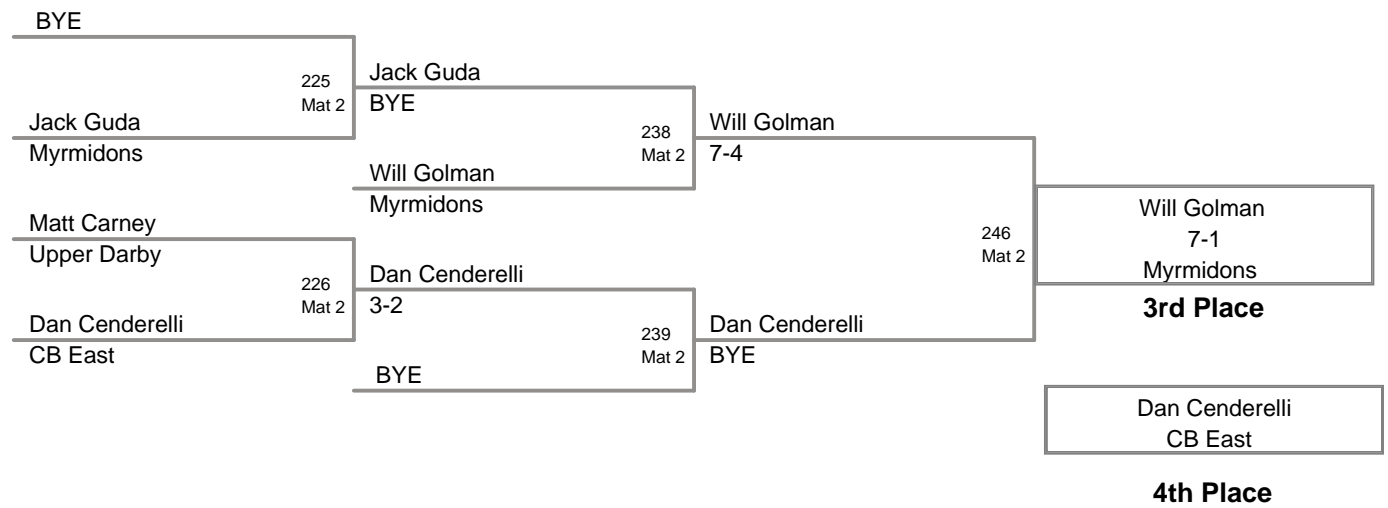 BYE
225
Mat 2
Jack Guda
Myrmidons
Jack Guda
BYE
238
Mat 2
Will Golman
Myrmidons
Will Golman
7-4
Matt Carney
Upper Darby
226
Mat 2
Dan Cenderelli
CB East
Dan Cenderelli
3-2
239
Mat 2
BYE
Dan Cenderelli
BYE
246
Mat 2
Will Golman
7-1
Myrmidons
3rd Place
Dan Cenderelli
CB East
4th Place